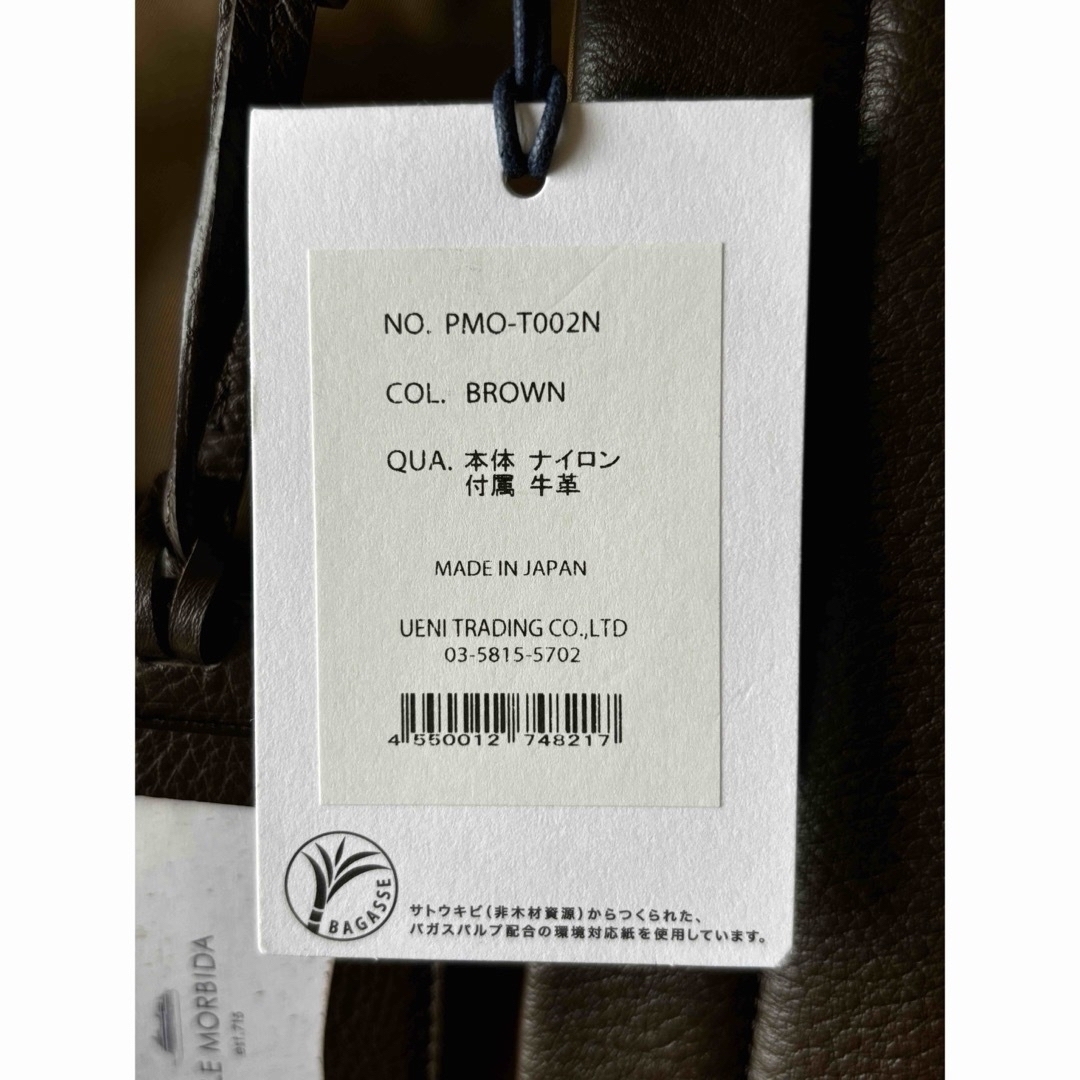 NO. PMO-T002N
COL. BROWN
QUA. 本体 ナイロン
付属 牛革
MADE IN JAPAN
UENI TRADING CO.,LTD
03-5815-5702
4 550012 748217
BAGASSE
サトウキビ(非木材資源)からつくられた、
バガスパルプ配合の環境対応紙を使用しています。
LE MORBIDA
est.716